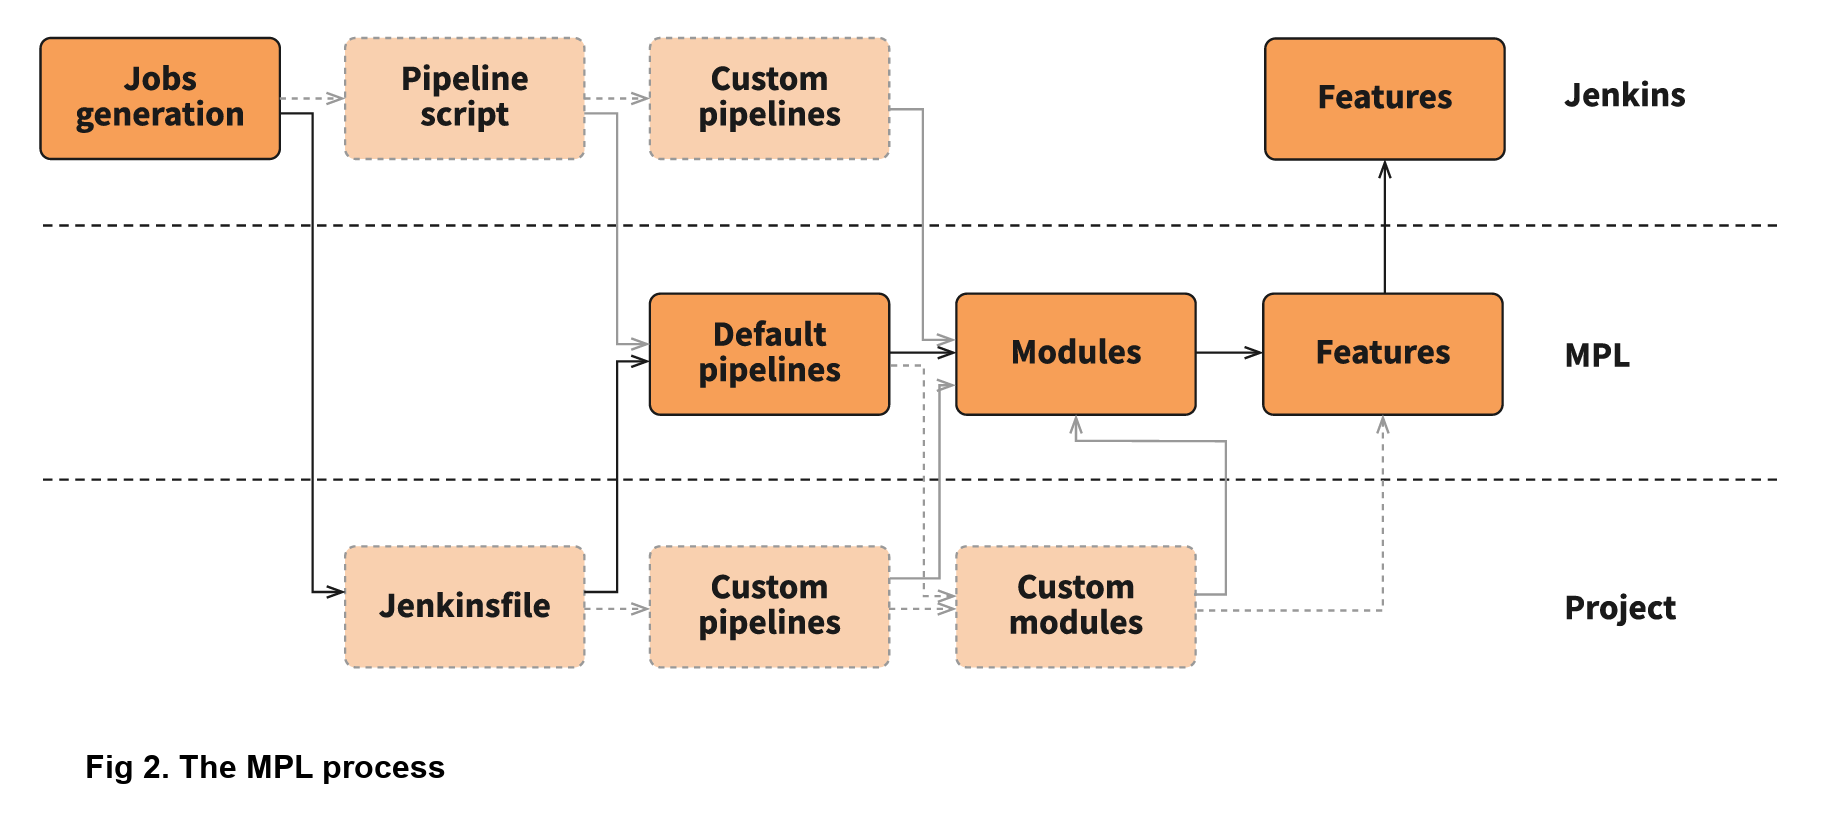 Jobs
generation
Pipeline
script
Custom
pipelines
Features
Jenkins
Default
pipelines
Modules
Features
MPL
Jenkinsfile
Custom
pipelines
Custom
modules
Project
Fig 2. The MPL process